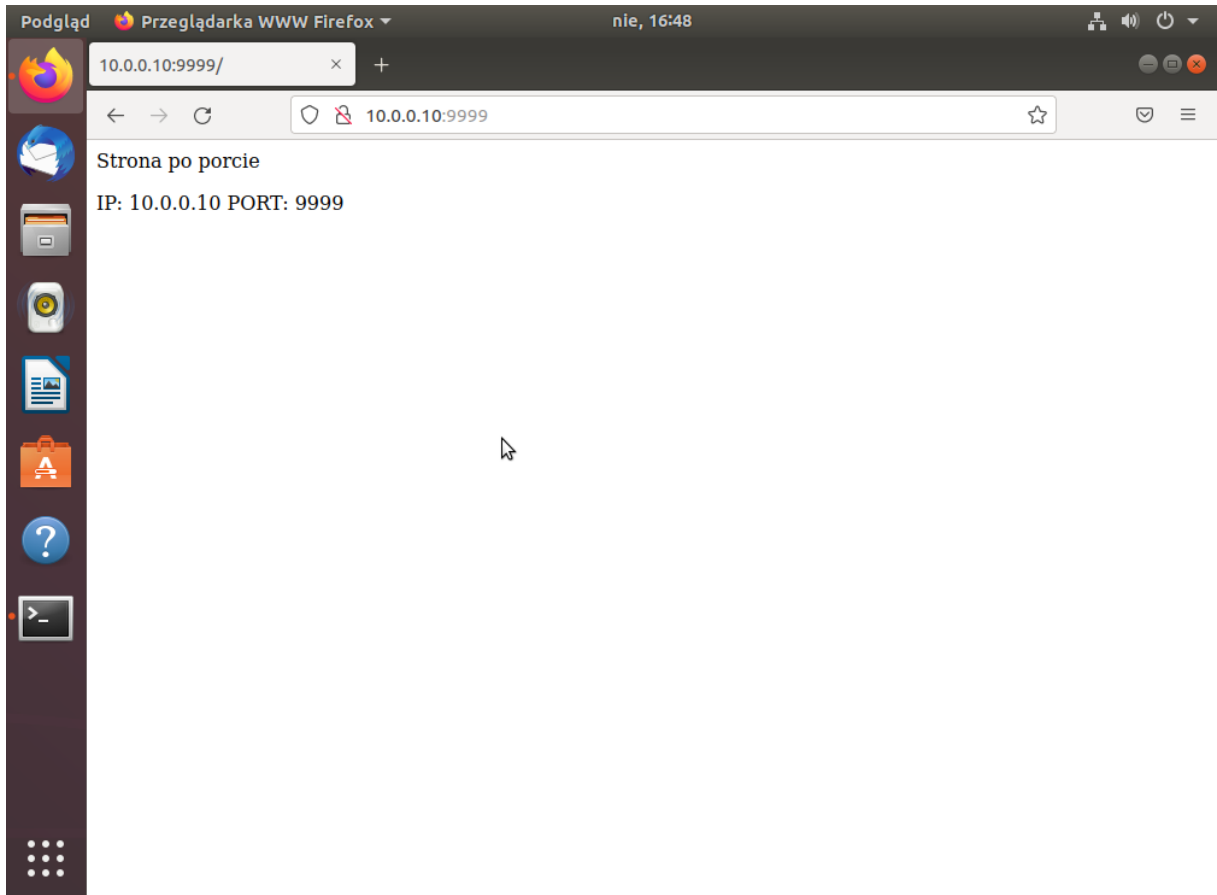 Podgląd Przeglądarka WWW Firefox nie, 16:48
10.0.0.10:9999/
10.0.0.10:9999
Strona po porcie
IP: 10.0.0.10 PORT: 9999